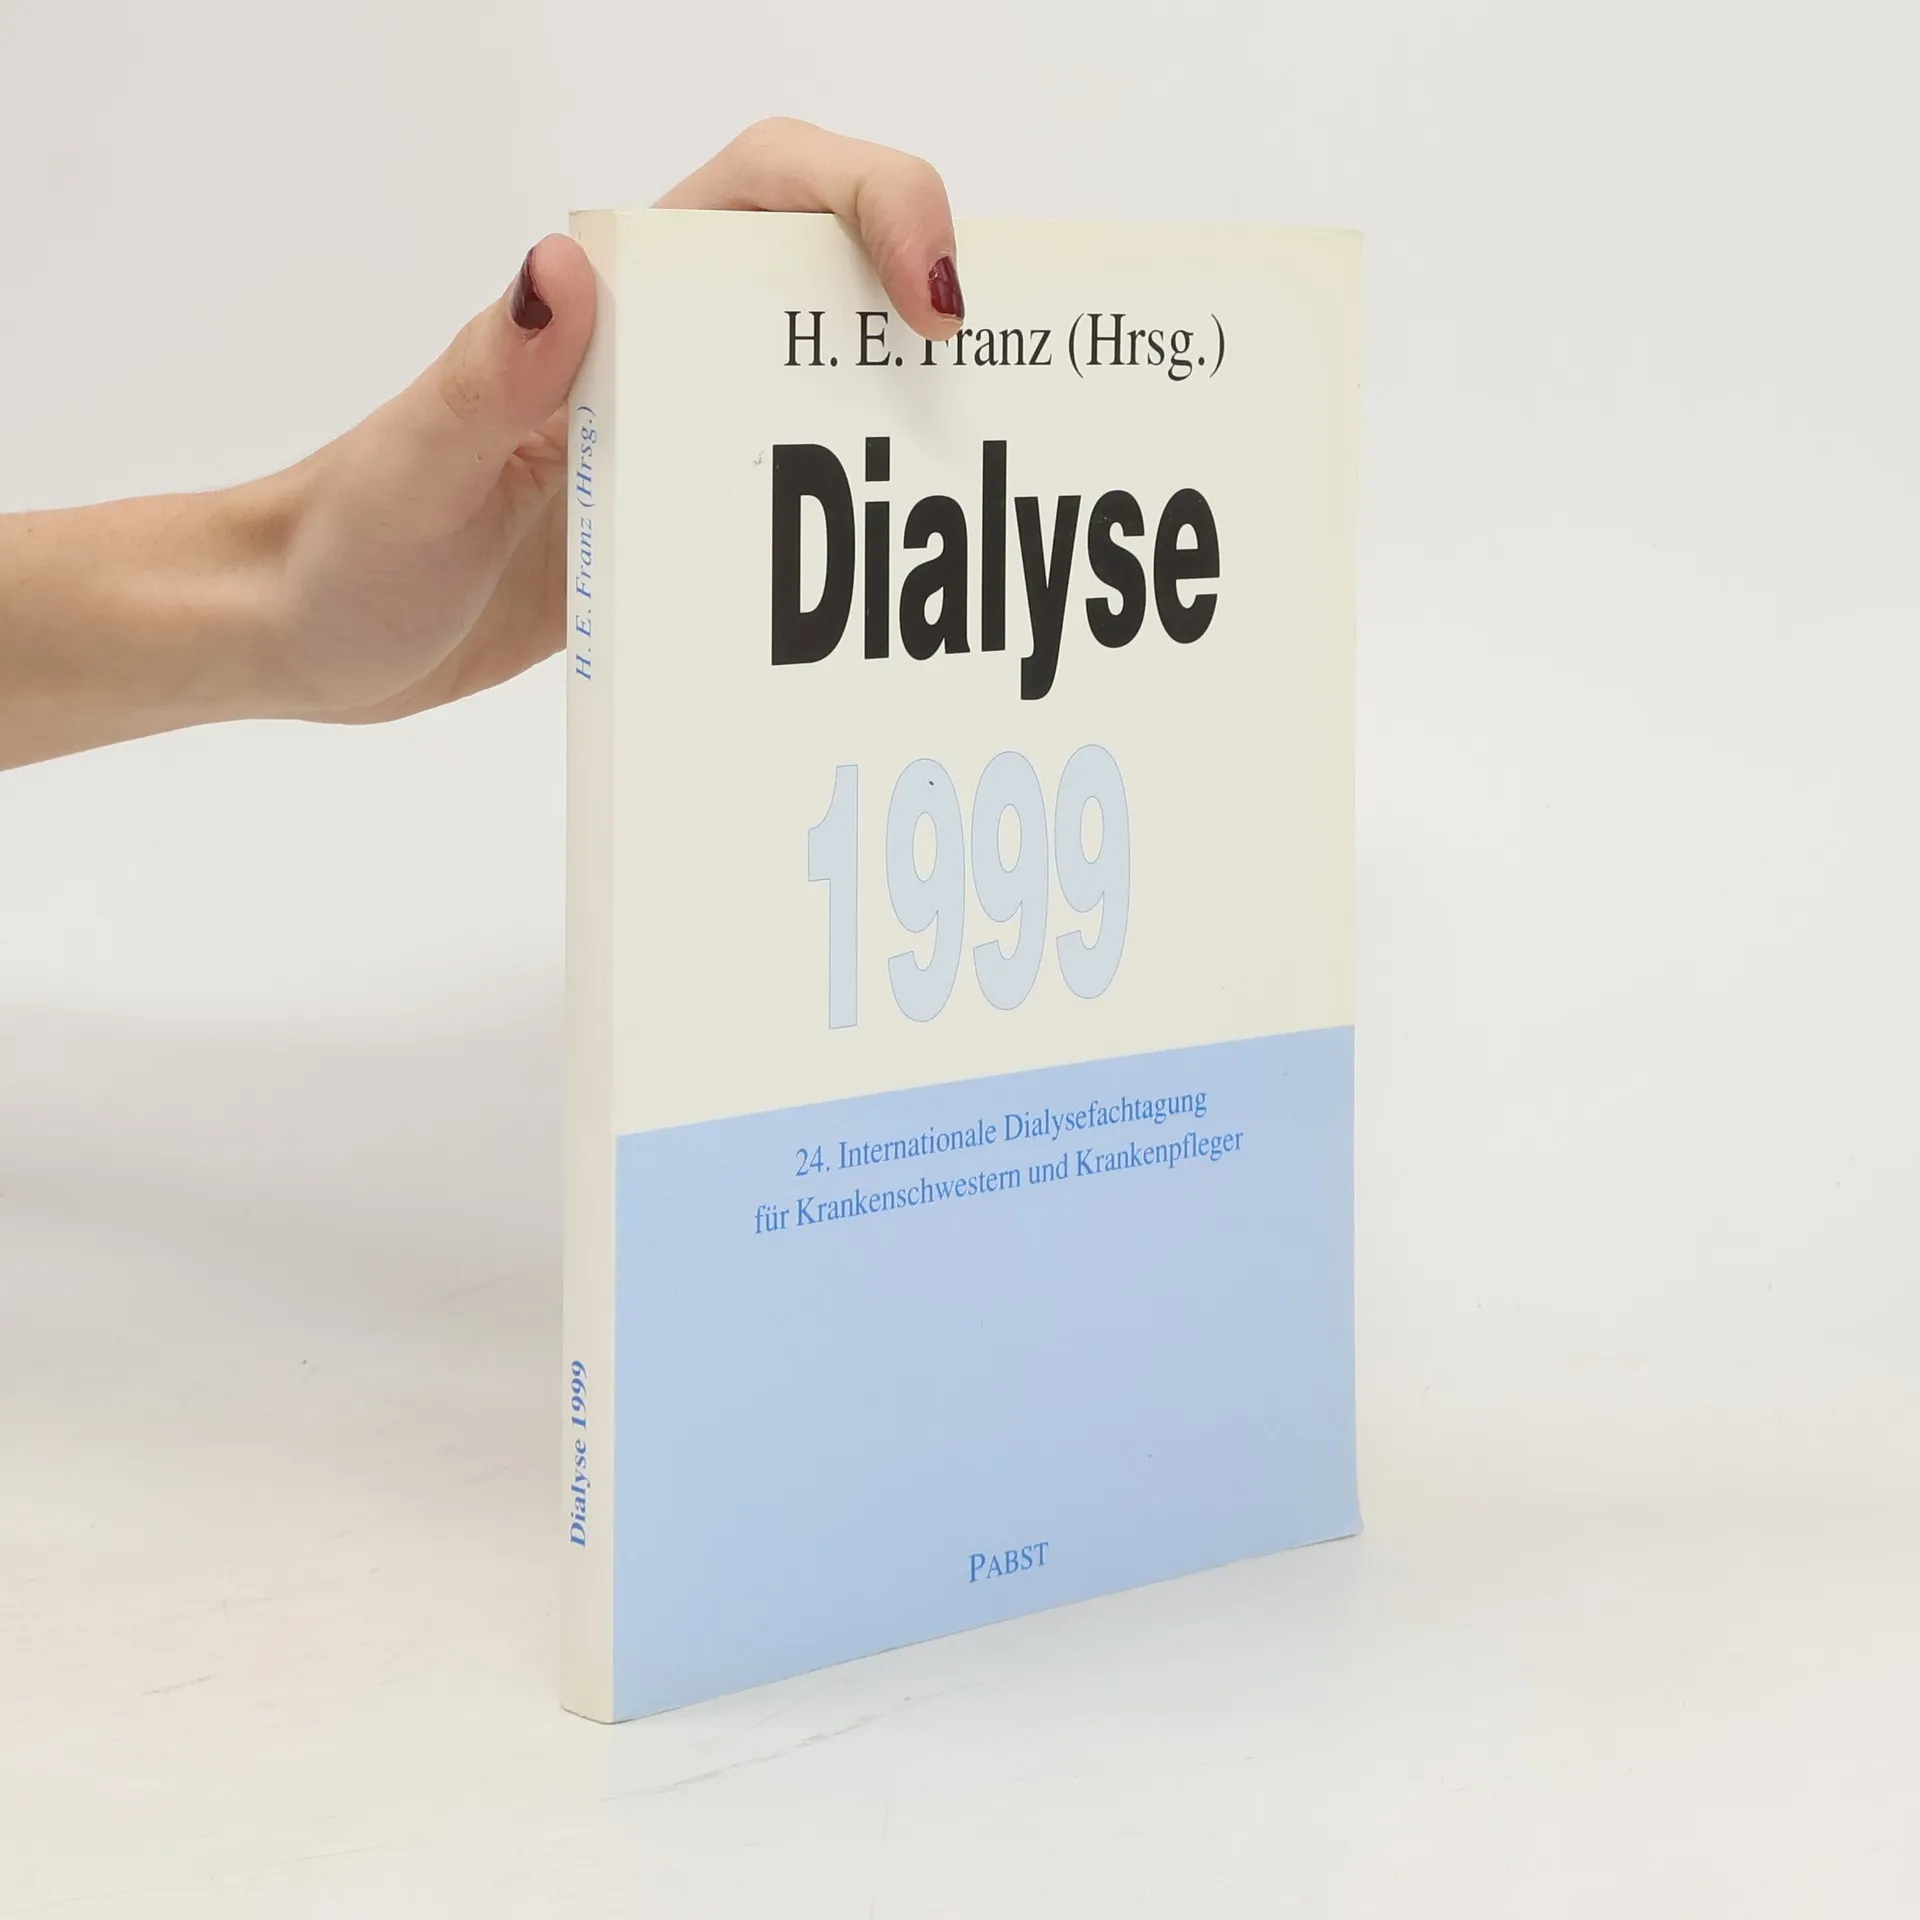 H. E. Franz (Hrsg.)
Dialyse
1999
24. Internationale Dialysefachtagung
für Krankenschwestern und Krankenpfleger
PABST
H. E. Franz (Hrsg.)
Dialyse 1999